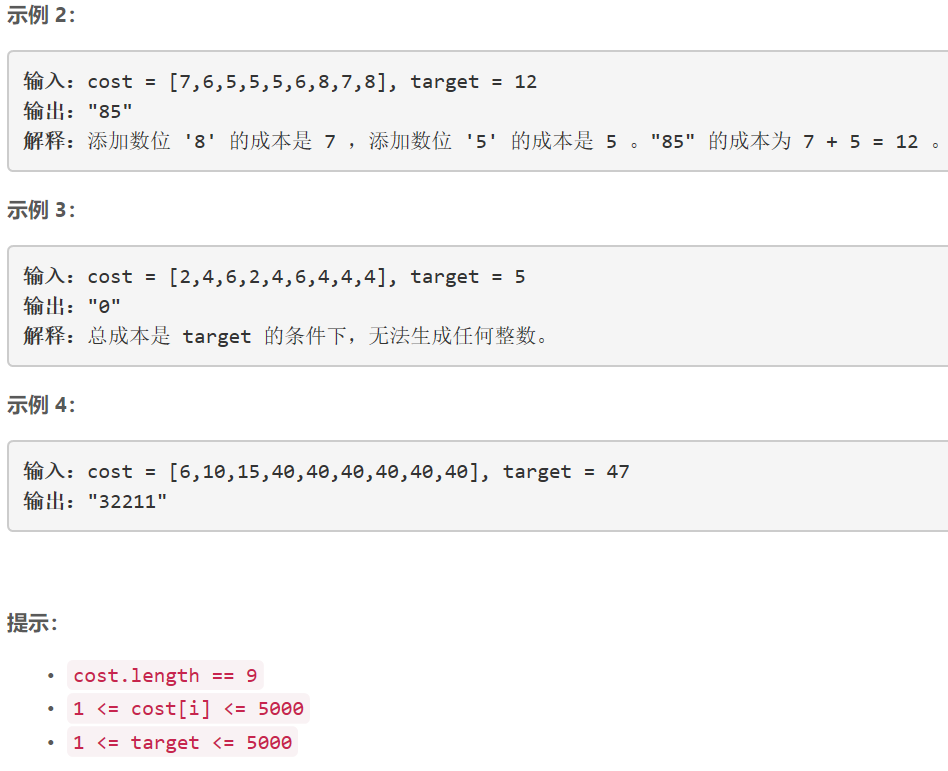 示例 2：
输入：cost = [7,6,5,5,5,6,8,7,8], target = 12
输出："85"
解释：添加数位 '8' 的成本是 7 ，添加数位 '5' 的成本是 5 。"85" 的成本为 7 + 5 = 12 。
示例 3：
输入：cost = [2,4,6,2,4,6,4,4,4], target = 5
输出："0"
解释：总成本是 target 的条件下，无法生成任何整数。
示例 4：
输入：cost = [6,10,15,40,40,40,40,40,40], target = 47
输出："32211"
提示：
• cost.length == 9
• 1 <= cost[i] <= 5000
• 1 <= target <= 5000